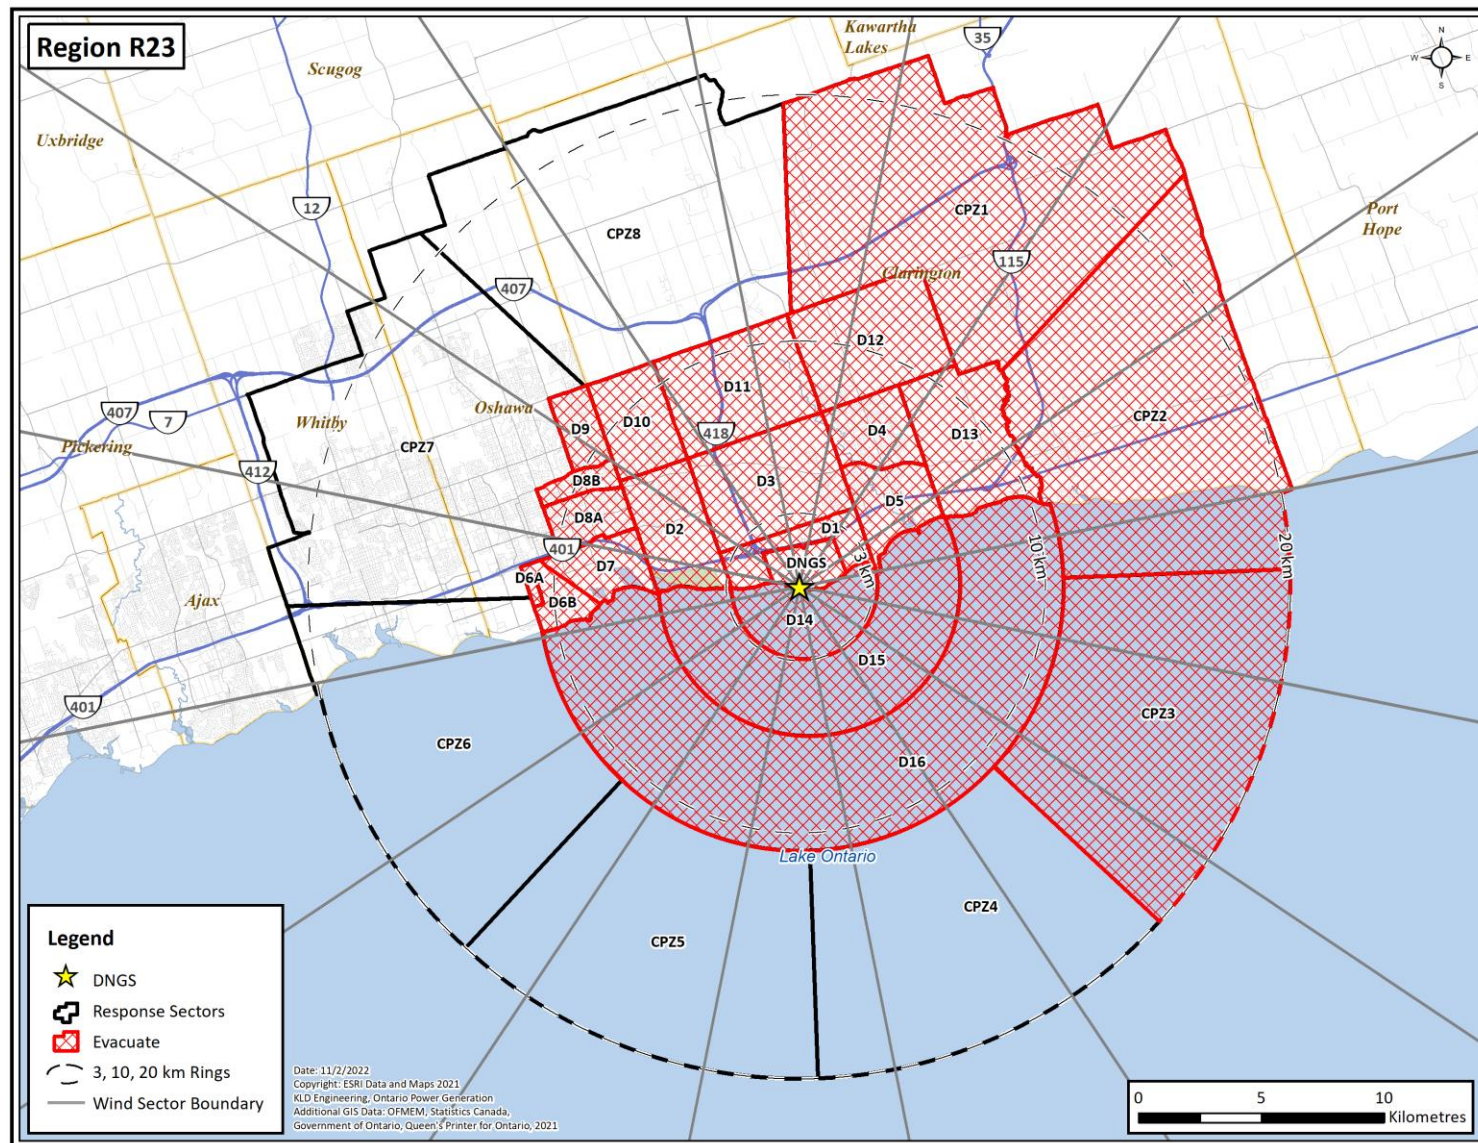 Region R23
Kawartha
Lakes
35
N
W
E
S
Scugog
Uxbridge
12
CPZ1
Port
Hope
CPZ8
115
Clarington
407
D12
D11
407
7
Whitby
Oshawa
D9
D10
418
D4
D13
CPZ2
Pickering
CPZ7
412
D8B
D3
D5
D8A
D2
D1
401
D7
DNGS
3 km
10 km
20 km
D6A
D6B
Ajax
D14
D15
401
CPZ6
CPZ3
D16
Lake Ontario
CPZ4
CPZ5
Legend
DNGS
Response Sectors
Evacuate
3, 10, 20 km Rings
Wind Sector Boundary
Date: 11/2/2022
Copyright: ESRI Data and Maps 2021
KLD Engineering, Ontario Power Generation
Additional GIS Data: OFMEM, Statistics Canada,
Government of Ontario, Queen's Printer for Ontario, 2021
0 5 10
Kilometres